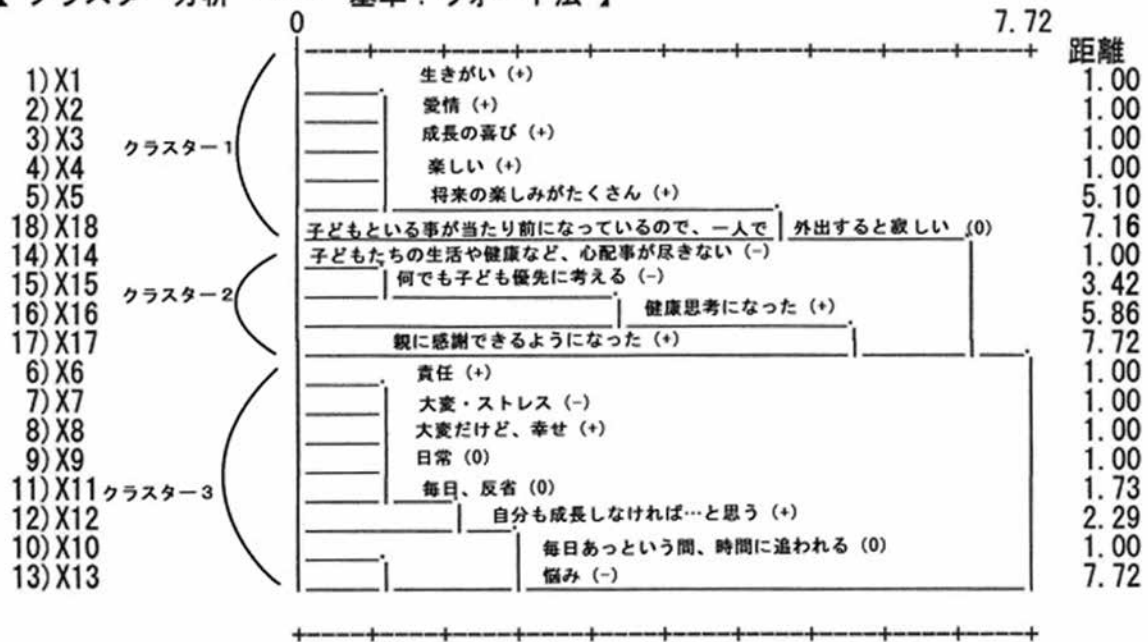 【 クラスター分析 基準：ウォード法 】
0 7.72
距離
1) X1 生きがい (+) 1.00
2) X2 愛情 (+) 1.00
3) X3 クラスター1 成長の喜び (+) 1.00
4) X4 楽しい (+) 1.00
5) X5 将来の楽しみがたくさん (+) 5.10
18) X18 子どもといる事が当たり前になっているので、一人で 外出すると寂しい (0) 7.16
14) X14 子どもたちの生活や健康など、心配事が尽きない (-) 1.00
15) X15 クラスター2 何でも子ども優先に考える (-) 3.42
16) X16 健康思考になった (+) 5.86
17) X17 親に感謝できるようになった (+) 7.72
6) X6 責任 (+) 1.00
7) X7 大変・ストレス (-) 1.00
8) X8 大変だけど、幸せ (+) 1.00
9) X9 日常 (0) 1.00
11) X11 クラスター3 毎日、反省 (0) 1.73
12) X12 自分も成長しなければ…と思う (+) 2.29
10) X10 毎日あっという間、時間に追われる (0) 1.00
13) X13 悩み (-) 7.72